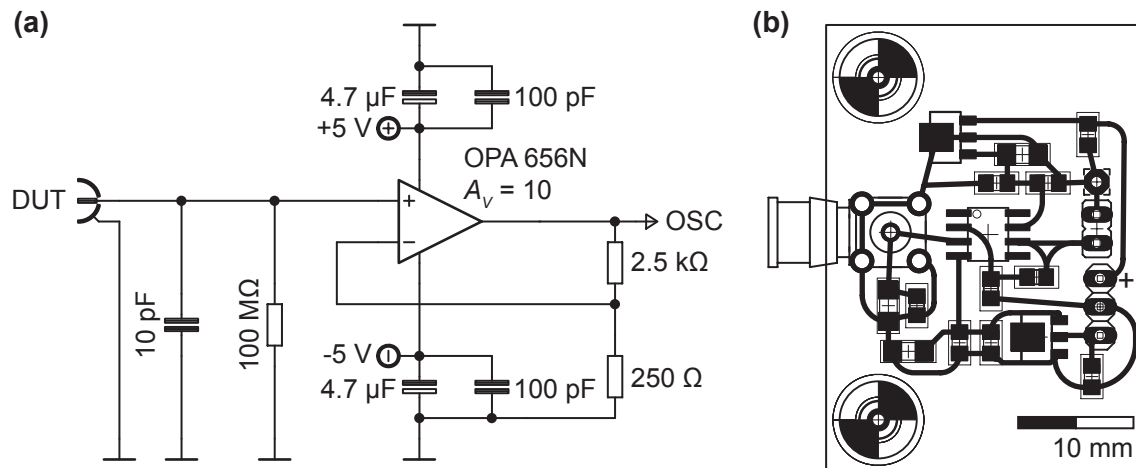 (a)
4.7 µF
100 pF
+5 V
OPA 656N
A_V = 10
DUT
+
−
OSC
2.5 kΩ
10 pF
100 MΩ
-5 V
4.7 µF
100 pF
250 Ω
(b)
+
10 mm